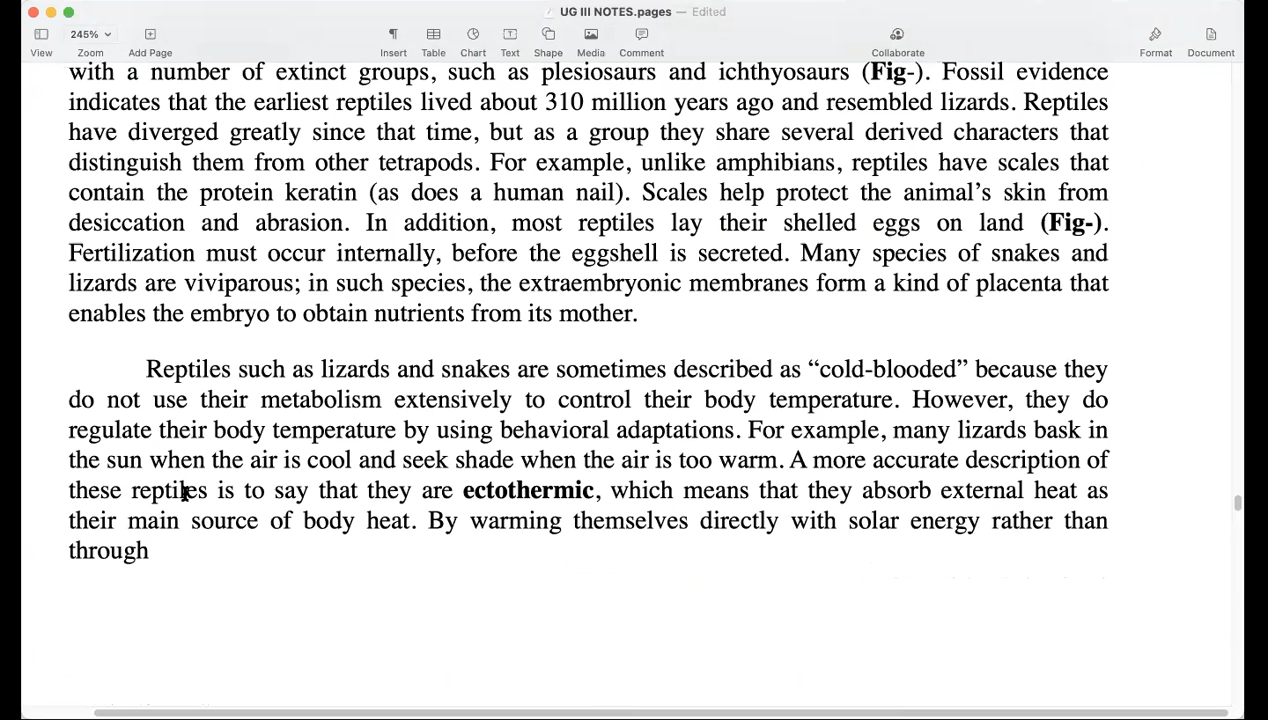 UG III NOTES.pages — Edited
245%
View Zoom Add Page Insert Table Chart Text Shape Media Comment Collaborate Format Document
with a number of extinct groups, such as plesiosaurs and ichthyosaurs (Fig-). Fossil evidence
indicates that the earliest reptiles lived about 310 million years ago and resembled lizards. Reptiles
have diverged greatly since that time, but as a group they share several derived characters that
distinguish them from other tetrapods. For example, unlike amphibians, reptiles have scales that
contain the protein keratin (as does a human nail). Scales help protect the animal’s skin from
desiccation and abrasion. In addition, most reptiles lay their shelled eggs on land (Fig-).
Fertilization must occur internally, before the eggshell is secreted. Many species of snakes and
lizards are viviparous; in such species, the extraembryonic membranes form a kind of placenta that
enables the embryo to obtain nutrients from its mother.
Reptiles such as lizards and snakes are sometimes described as “cold-blooded” because they
do not use their metabolism extensively to control their body temperature. However, they do
regulate their body temperature by using behavioral adaptations. For example, many lizards bask in
the sun when the air is cool and seek shade when the air is too warm. A more accurate description of
these reptiles is to say that they are ectothermic, which means that they absorb external heat as
their main source of body heat. By warming themselves directly with solar energy rather than
through